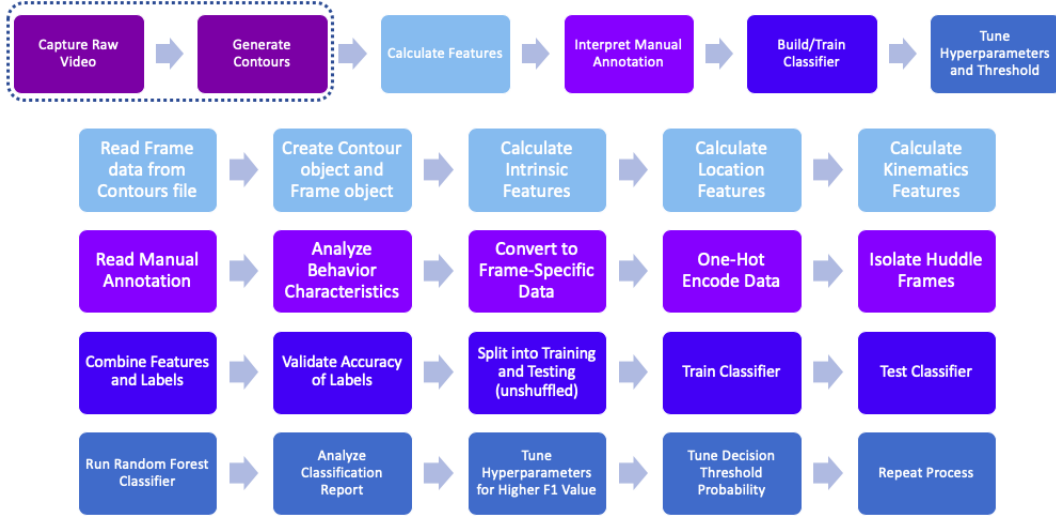 Capture Raw
Video
Generate
Contours
Calculate Features
Interpret Manual
Annotation
Build/Train
Classifier
Tune
Hyperparameters
and Threshold
Read Frame
data from
Contours file
Create Contour
object and
Frame object
Calculate
Intrinsic
Features
Calculate
Location
Features
Calculate
Kinematics
Features
Read Manual
Annotation
Analyze
Behavior
Characteristics
Convert to
Frame-Specific
Data
One-Hot
Encode Data
Isolate Huddle
Frames
Combine Features
and Labels
Validate Accuracy
of Labels
Split into Training
and Testing
(unshuffled)
Train Classifier
Test Classifier
Run Random Forest
Classifier
Analyze
Classification
Report
Tune
Hyperparameters
for Higher F1 Value
Tune Decision
Threshold
Probability
Repeat Process